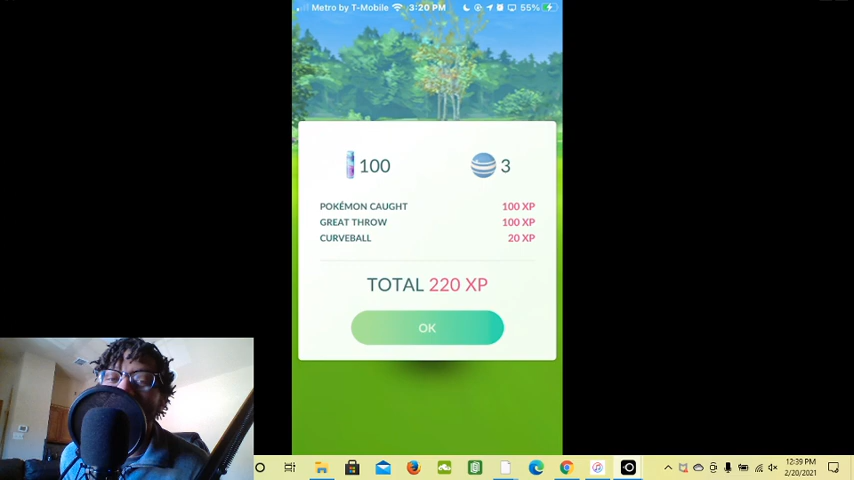 Metro by T-Mobile 3:20 PM 55%
100 3
POKÉMON CAUGHT 100 XP
GREAT THROW 100 XP
CURVEBALL 20 XP
TOTAL 220 XP
OK
12:39 PM
2/20/2021